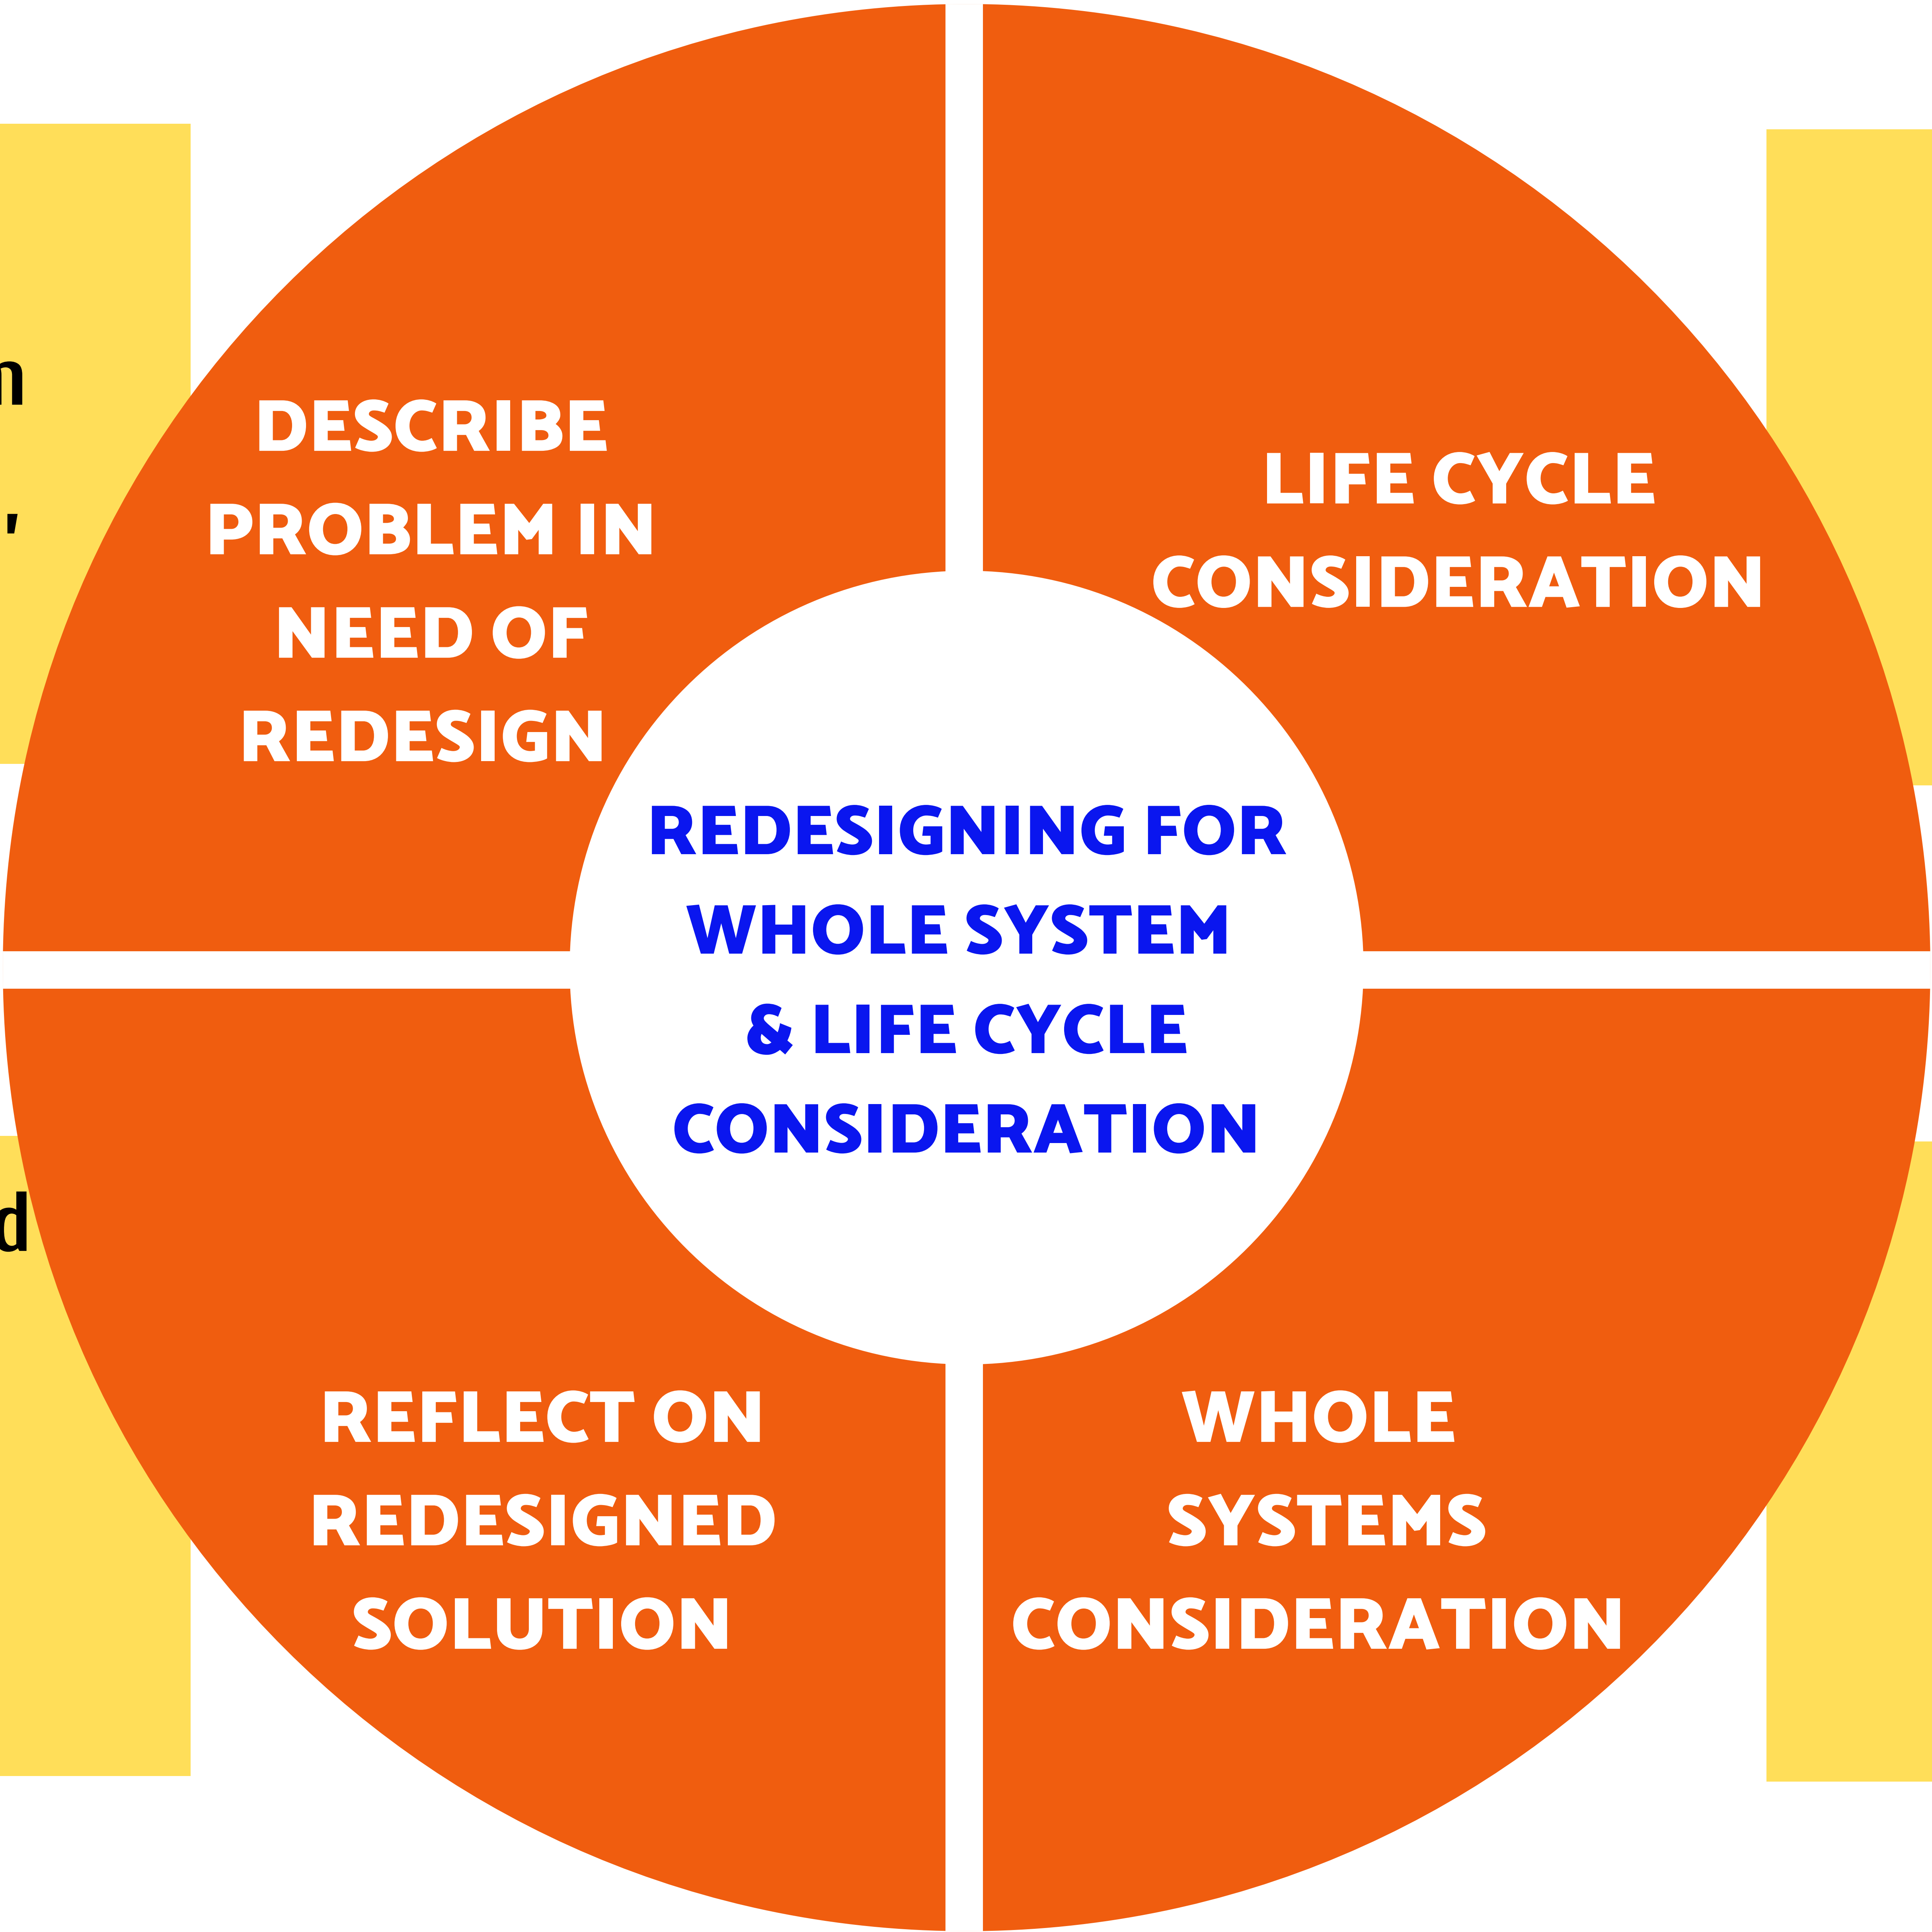 DESCRIBE
PROBLEM IN
NEED OF
REDESIGN
LIFE CYCLE
CONSIDERATION
REDESIGNING FOR
WHOLE SYSTEM
& LIFE CYCLE
CONSIDERATION
REFLECT ON
REDESIGNED
SOLUTION
WHOLE
SYSTEMS
CONSIDERATION